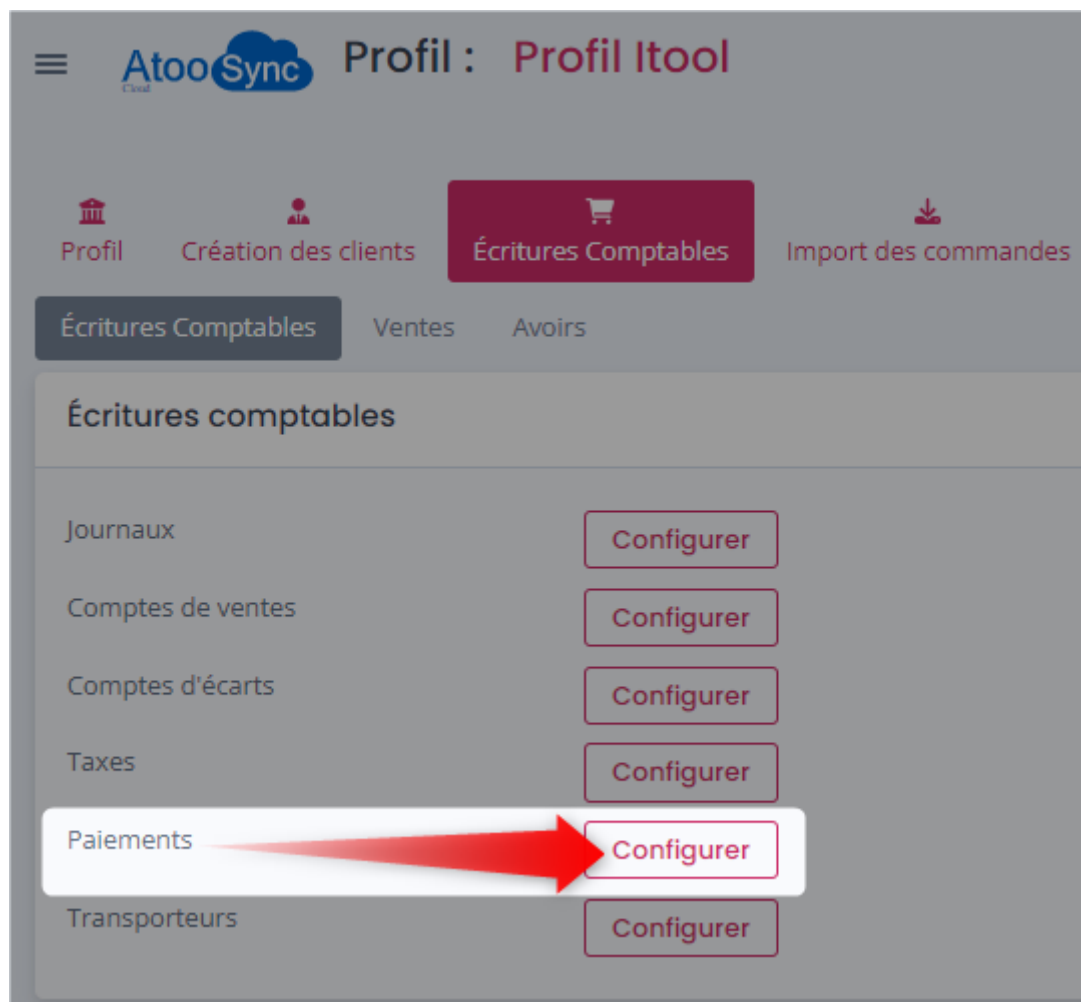 AtooSync Cloud Profil : Profil Itool
Profil Création des clients Écritures Comptables Import des commandes
Écritures Comptables Ventes Avoirs
Écritures comptables
Journaux Configurer
Comptes de ventes Configurer
Comptes d'écarts Configurer
Taxes Configurer
Paiements Configurer
Transporteurs Configurer